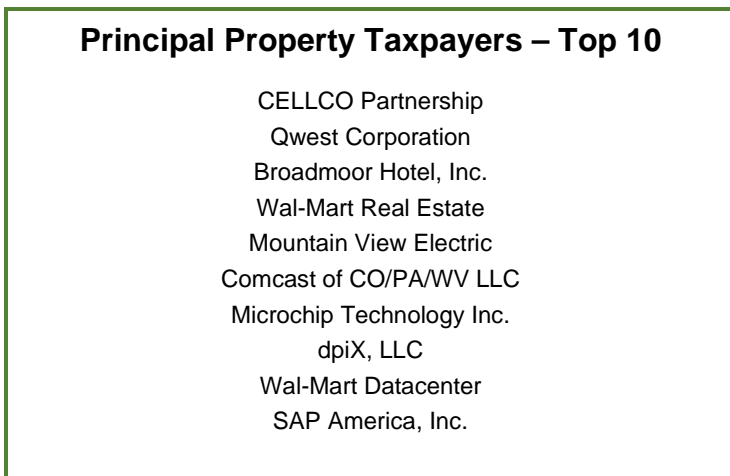 Principal Property Taxpayers – Top 10
CELLCO Partnership
Qwest Corporation
Broadmoor Hotel, Inc.
Wal-Mart Real Estate
Mountain View Electric
Comcast of CO/PA/WV LLC
Microchip Technology Inc.
dpiX, LLC
Wal-Mart Datacenter
SAP America, Inc.